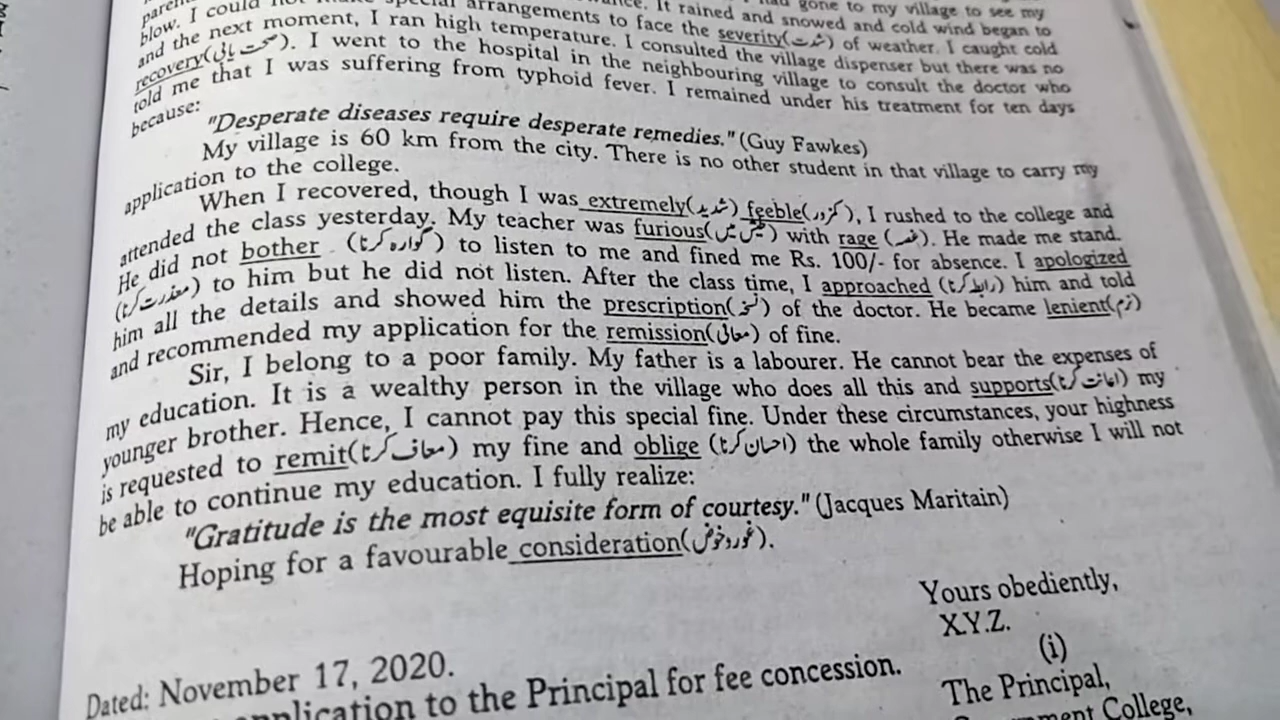 gone to my village to see my
blow. I could arrangements to face the severity(شدت) of weather. I caught cold It rained and snowed and cold wind began to
and the next moment, I ran high temperature. I consulted the village dispenser but there was no
recovery(صحت یابی). I went to the hospital in the neighbouring village to consult the doctor who
told me that I was suffering from typhoid fever. I remained under his treatment for ten days
because:
"Desperate diseases require desperate remedies." (Guy Fawkes)
My village is 60 km from the city. There is no other student in that village to carry my
application to the college.
When I recovered, though I was extremely(شدید) feeble(کمزور), I rushed to the college and
attended the class yesterday. My teacher was furious(طیش میں) with rage (غصہ). He made me stand.
He did not bother (گوارہ کرنا) to listen to me and fined me Rs. 100/- for absence. I apologized
(معذرت کرنا) to him but he did not listen. After the class time, I approached (رابطہ کرنا) him and told
him all the details and showed him the prescription(نسخہ) of the doctor. He became lenient(نرم)
and recommended my application for the remission(معافی) of fine.
Sir, I belong to a poor family. My father is a labourer. He cannot bear the expenses of
my education. It is a wealthy person in the village who does all this and supports(اعانت کرنا) my
younger brother. Hence, I cannot pay this special fine. Under these circumstances, your highness
is requested to remit(معاف کرنا) my fine and oblige (احسان کرنا) the whole family otherwise I will not
be able to continue my education. I fully realize:
"Gratitude is the most equisite form of courtesy." (Jacques Maritain)
Hoping for a favourable consideration(غوروخوض).
Yours obediently,
X.Y.Z.
Dated: November 17, 2020.
(i)
application to the Principal for fee concession.
The Principal,
College,